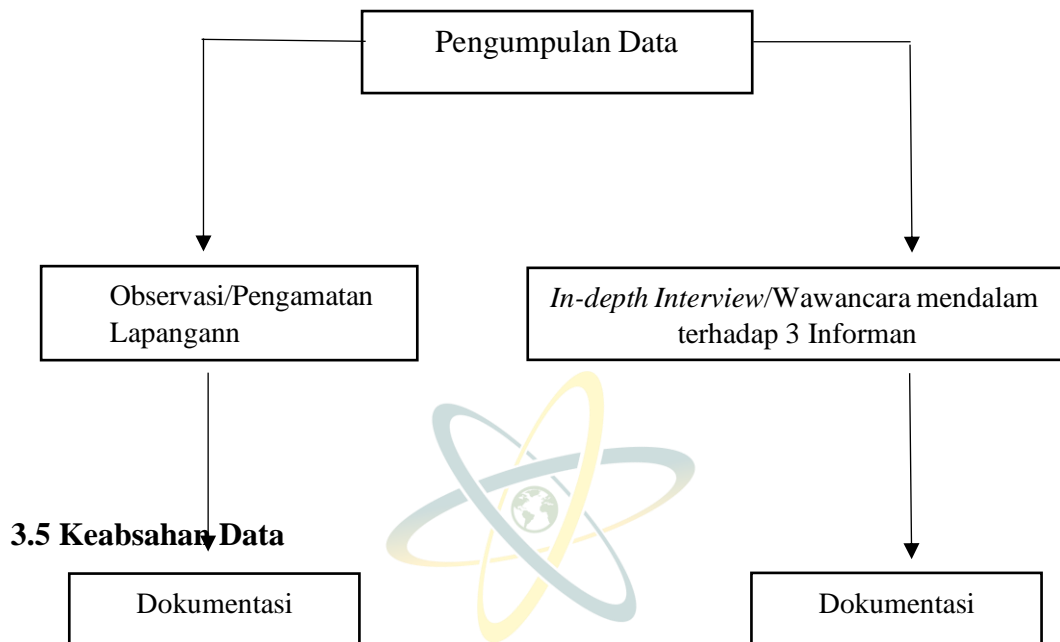 Pengumpulan Data
Observasi/Pengamatan
Lapangann
In-depth Interview/Wawancara mendalam
terhadap 3 Informan
3.5 Keabsahan Data
Dokumentasi
Dokumentasi